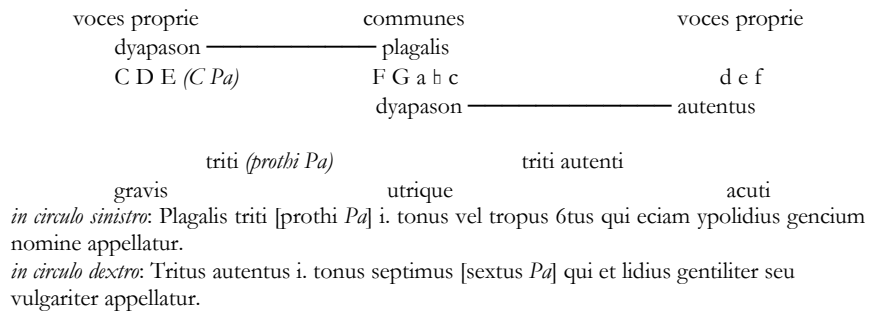 voces proprie communes voces proprie
dyapason plagalis
C D E (C Pa) F G a h c d e f
dyapason autentus
triti (prothi Pa) triti autenti
gravis utrique acuti
in circulo sinistro: Plagalis triti [prothi Pa] i. tonus vel tropus 6tus qui eciam ypolidius gencium
nomine appellatur.
in circulo dextro: Tritus autentus i. tonus septimus [sextus Pa] qui et lidius gentiliter seu
vulgariter appellatur.